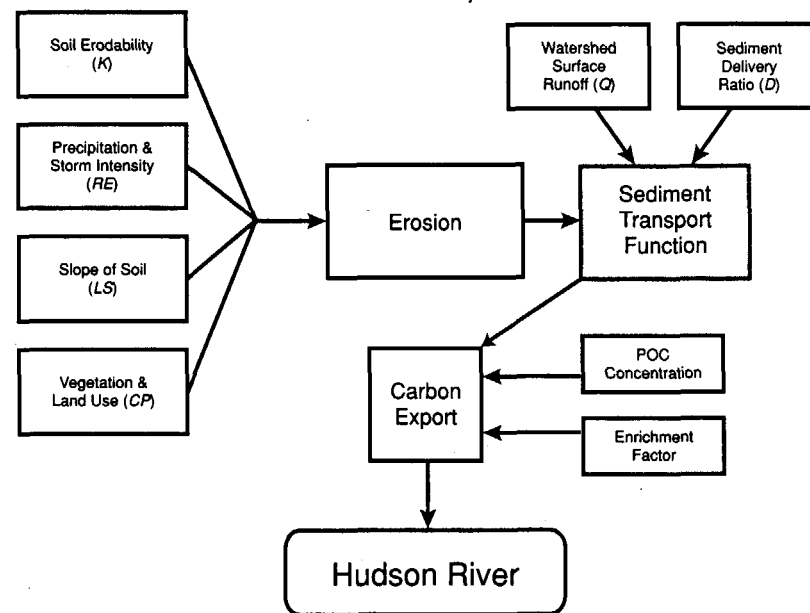 Soil Erodability
(K)
Precipitation &
Storm Intensity
(RE)
Slope of Soil
(LS)
Vegetation &
Land Use (CP)
Erosion
Watershed
Surface
Runoff (Q)
Sediment
Delivery
Ratio (D)
Sediment
Transport
Function
Carbon
Export
POC
Concentration
Enrichment
Factor
Hudson River